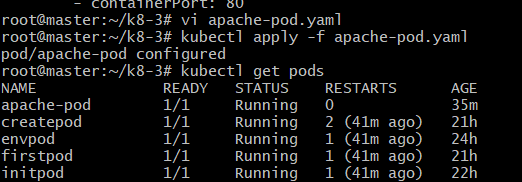 - containerPort: 80
root@master:~/k8-3# vi apache-pod.yaml
root@master:~/k8-3# kubectl apply -f apache-pod.yaml
pod/apache-pod configured
root@master:~/k8-3# kubectl get pods
NAME READY STATUS RESTARTS AGE
apache-pod 1/1 Running 0 35m
createpod 1/1 Running 2 (41m ago) 21h
envpod 1/1 Running 1 (41m ago) 24h
firstpod 1/1 Running 1 (41m ago) 21h
initpod 1/1 Running 1 (41m ago) 22h